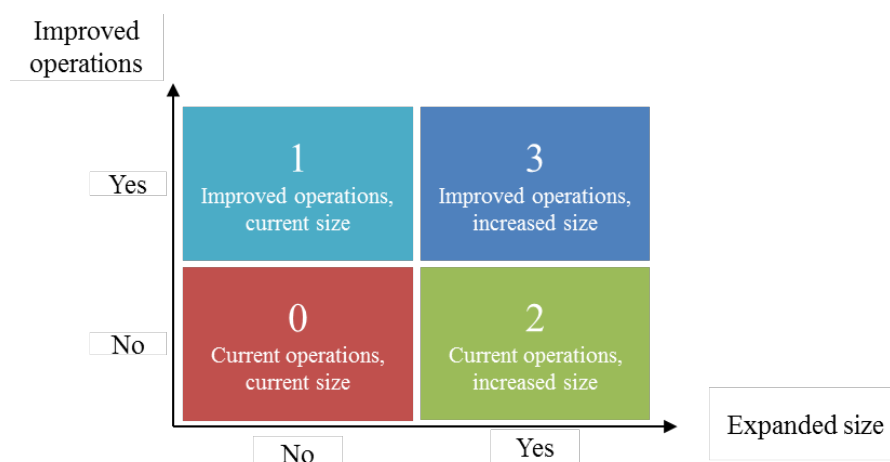 Improved
operations
Yes
1
Improved operations,
current size
3
Improved operations,
increased size
No
0
Current operations,
current size
2
Current operations,
increased size
No
Yes
Expanded size